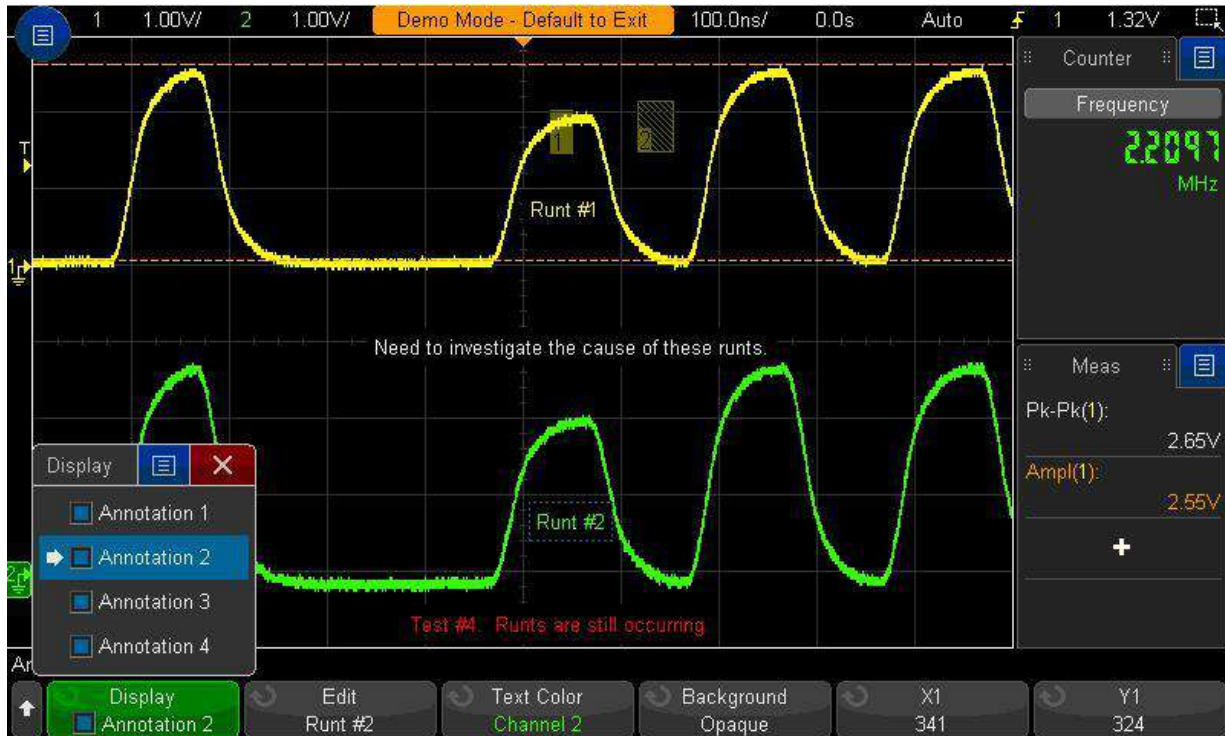 1 1.00V/ 2 1.00V/ Demo Mode - Default to Exit 100.0ns/ 0.0s Auto 1 1.32V
Counter
Frequency
2.2097
MHz
T
1
2
Runt #1
1
Need to investigate the cause of these runts.
Meas
Pk-Pk(1):
2.65V
Ampl(1):
2.55V
+
Display
Annotation 1
Annotation 2
Annotation 3
Annotation 4
Runt #2
2
Test #4. Runts are still occurring
Display
Annotation 2
Edit
Runt #2
Text Color
Channel 2
Background
Opaque
X1
341
Y1
324